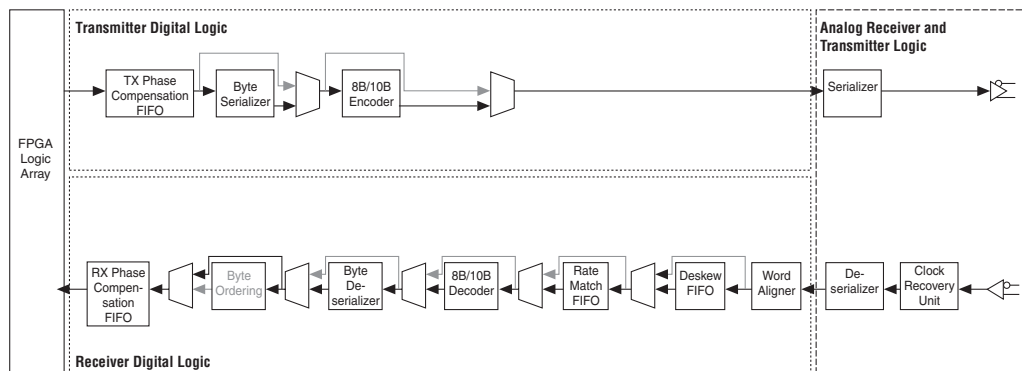 Transmitter Digital Logic
Analog Receiver and
Transmitter Logic
TX Phase
Compensation
FIFO
Byte
Serializer
8B/10B
Encoder
Serializer
FPGA
Logic
Array
RX Phase
Compen-
sation
FIFO
Byte
Ordering
Byte
De-
serializer
8B/10B
Decoder
Rate
Match
FIFO
Deskew
FIFO
Word
Aligner
De-
serializer
Clock
Recovery
Unit
Receiver Digital Logic